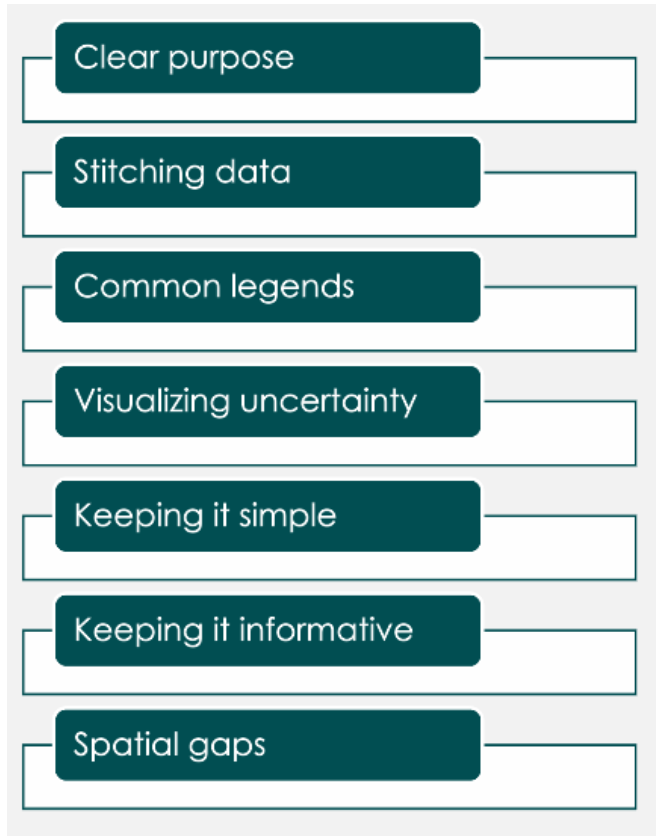 Clear purpose
Stitching data
Common legends
Visualizing uncertainty
Keeping it simple
Keeping it informative
Spatial gaps